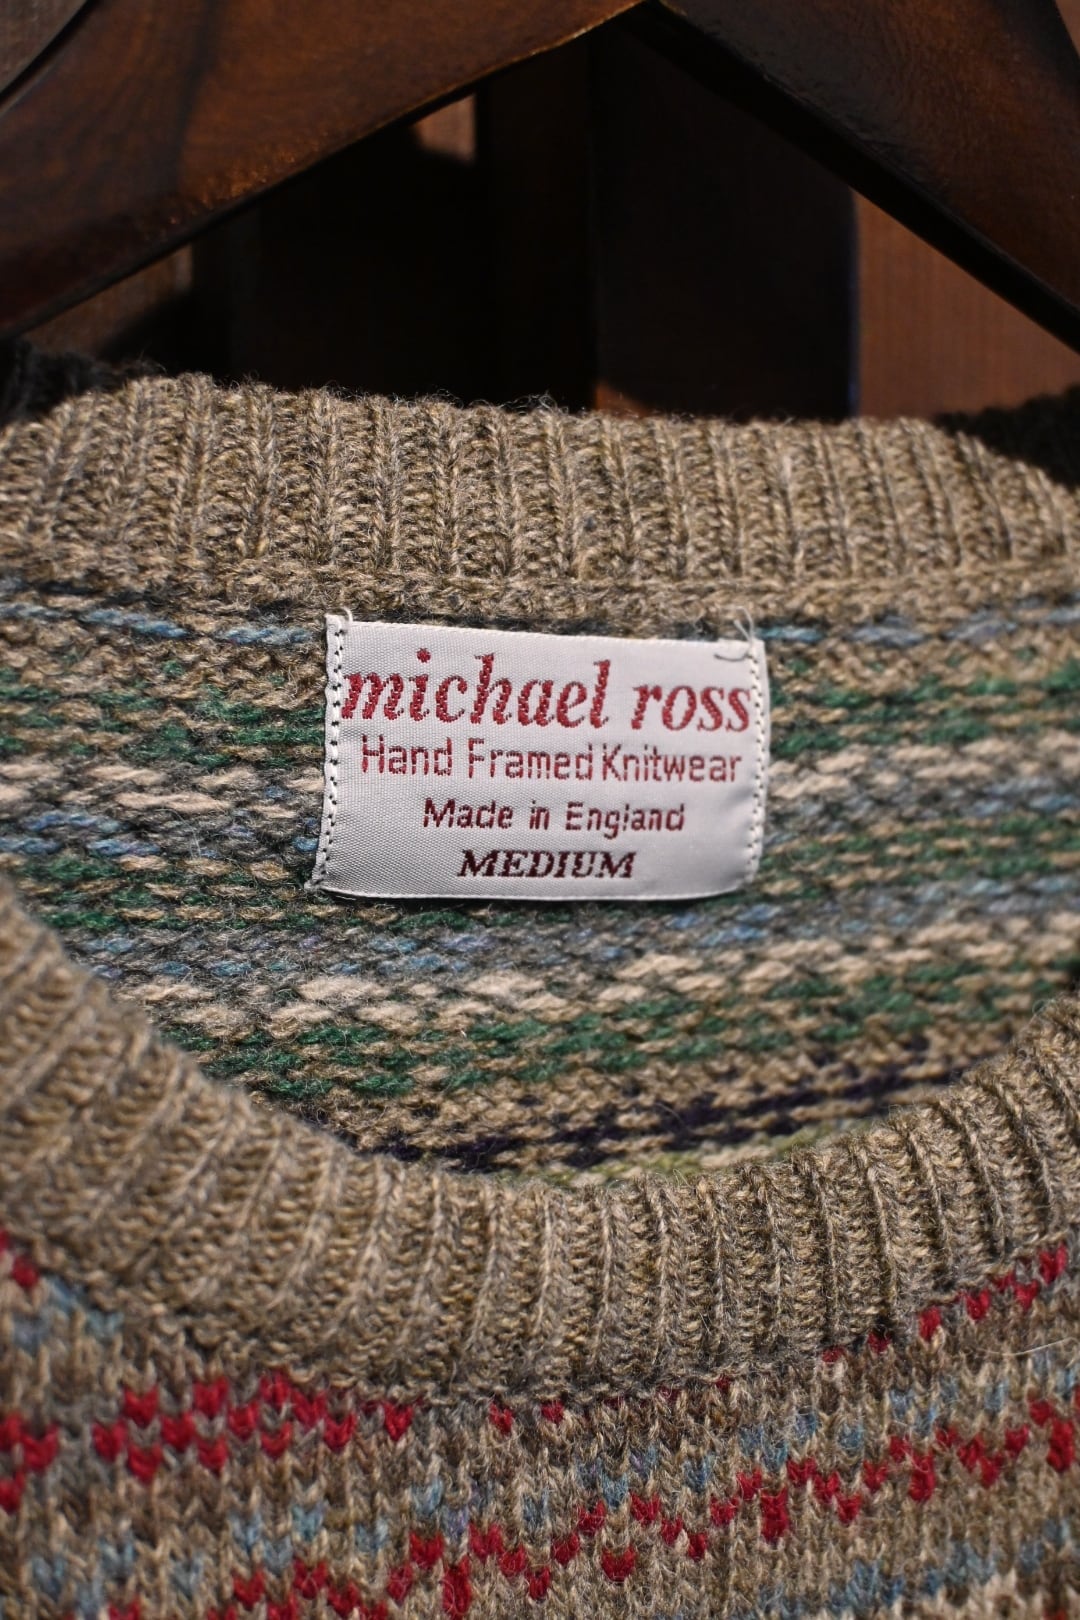 michael ross
Hand Framed Knitwear
Made in England
MEDIUM